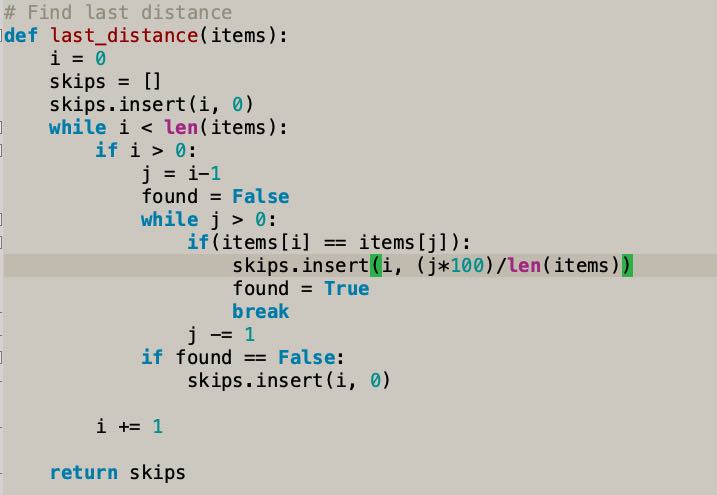 # Find last distance
def last_distance(items):
    i = 0
    skips = []
    skips.insert(i, 0)
    while i < len(items):
        if i > 0:
            j = i-1
            found = False
            while j > 0:
                if(items[i] == items[j]):
                    skips.insert(i, (j*100)/len(items))
                    found = True
                    break
                j -= 1
            if found == False:
                skips.insert(i, 0)

        i += 1

    return skips